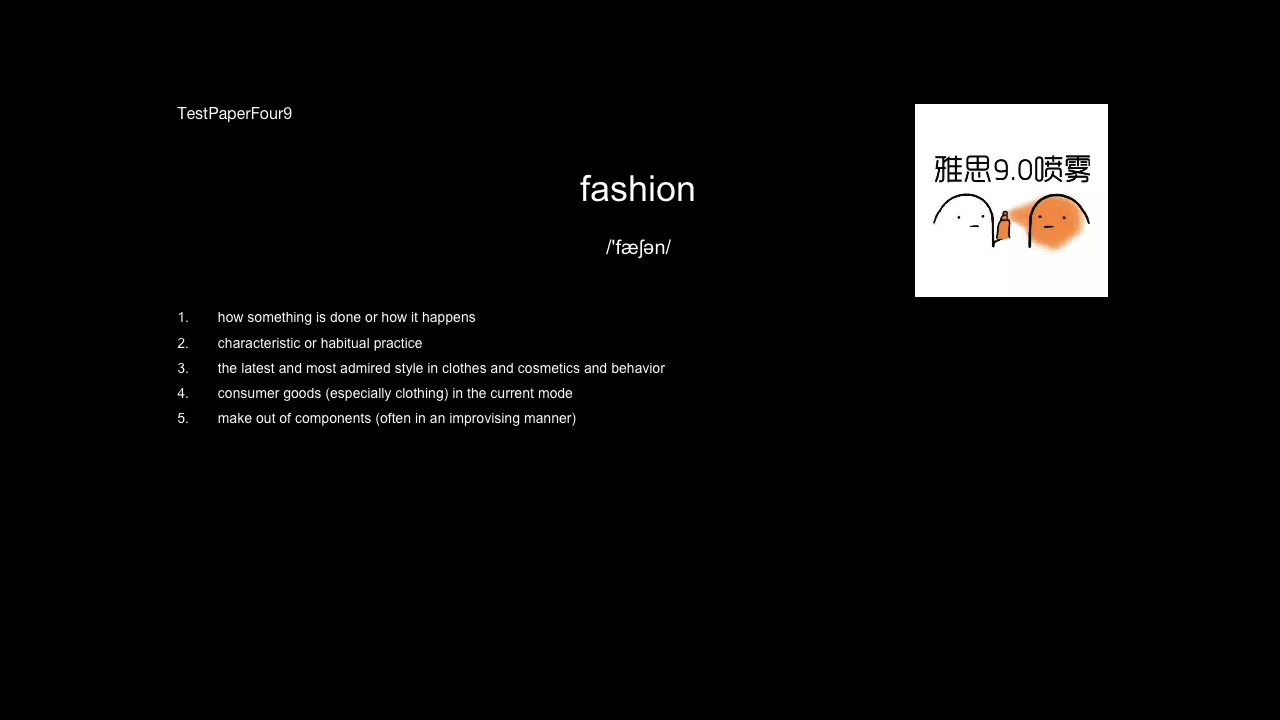 TestPaperFour9
雅思9.0喷雾
fashion
/'fæʃən/
1. how something is done or how it happens
2. characteristic or habitual practice
3. the latest and most admired style in clothes and cosmetics and behavior
4. consumer goods (especially clothing) in the current mode
5. make out of components (often in an improvising manner)